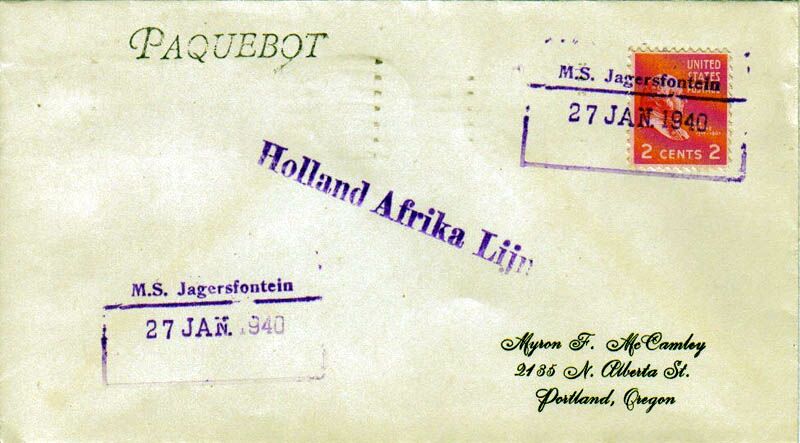 PAQUEBOT
UNITED
STATES
POSTAGE
M.S. Jagersfontein
27 JAN. 1940
2 CENTS 2
Holland Afrika Lijn
M.S. Jagersfontein
27 JAN. 1940
Myron F. McCamley
2135 N. Alberta St.
Portland, Oregon